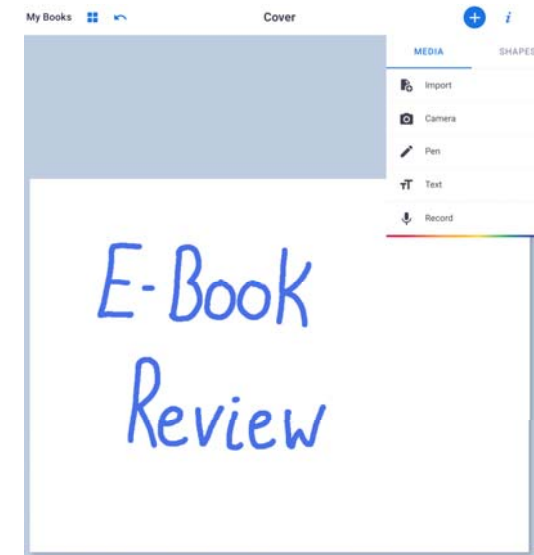 My Books Cover
MEDIA SHAPES
Import
Camera
Pen
Text
Record
E-Book
Review